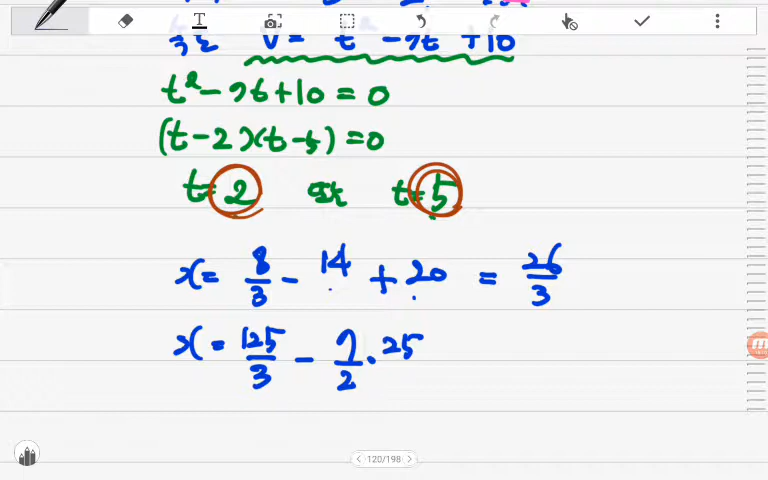 V = t² - 7t + 10
t² - 7t + 10 = 0
(t - 2)(t - 5) = 0
t = 2 t = 5
x = 8/3 - 14 + 20 = 26/3
x = 125/3 - 7/2 · 25
120/198